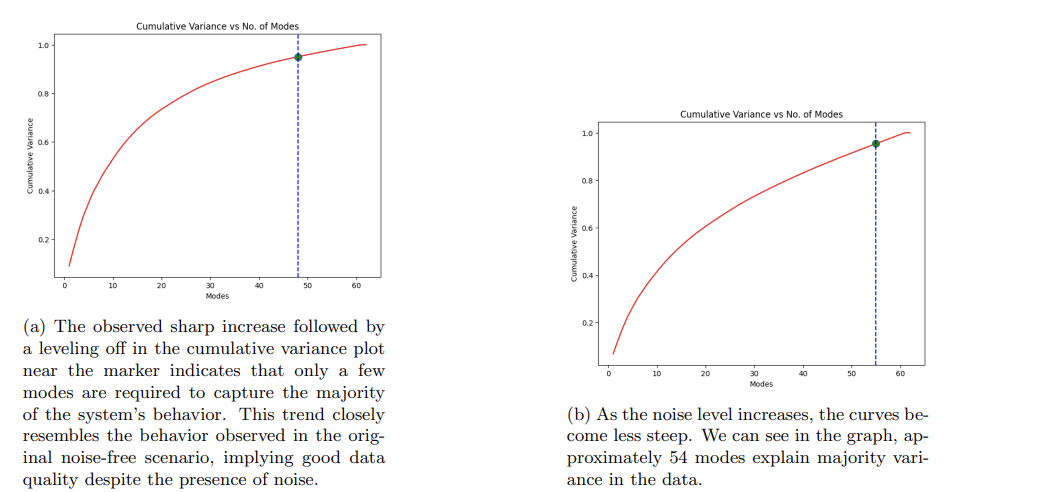 Cumulative Variance vs No. of Modes
1.0
0.8
0.6
0.4
0.2
Cumulative Variance
0 10 20 30 40 50 60
Modes
(a) The observed sharp increase followed by
a leveling off in the cumulative variance plot
near the marker indicates that only a few
modes are required to capture the majority
of the system's behavior. This trend closely
resembles the behavior observed in the orig-
inal noise-free scenario, implying good data
quality despite the presence of noise.
Cumulative Variance vs No. of Modes
1.0
0.8
0.6
0.4
0.2
Cumulative Variance
0 10 20 30 40 50 60
Modes
(b) As the noise level increases, the curves be-
come less steep. We can see in the graph, ap-
proximately 54 modes explain majority vari-
ance in the data.